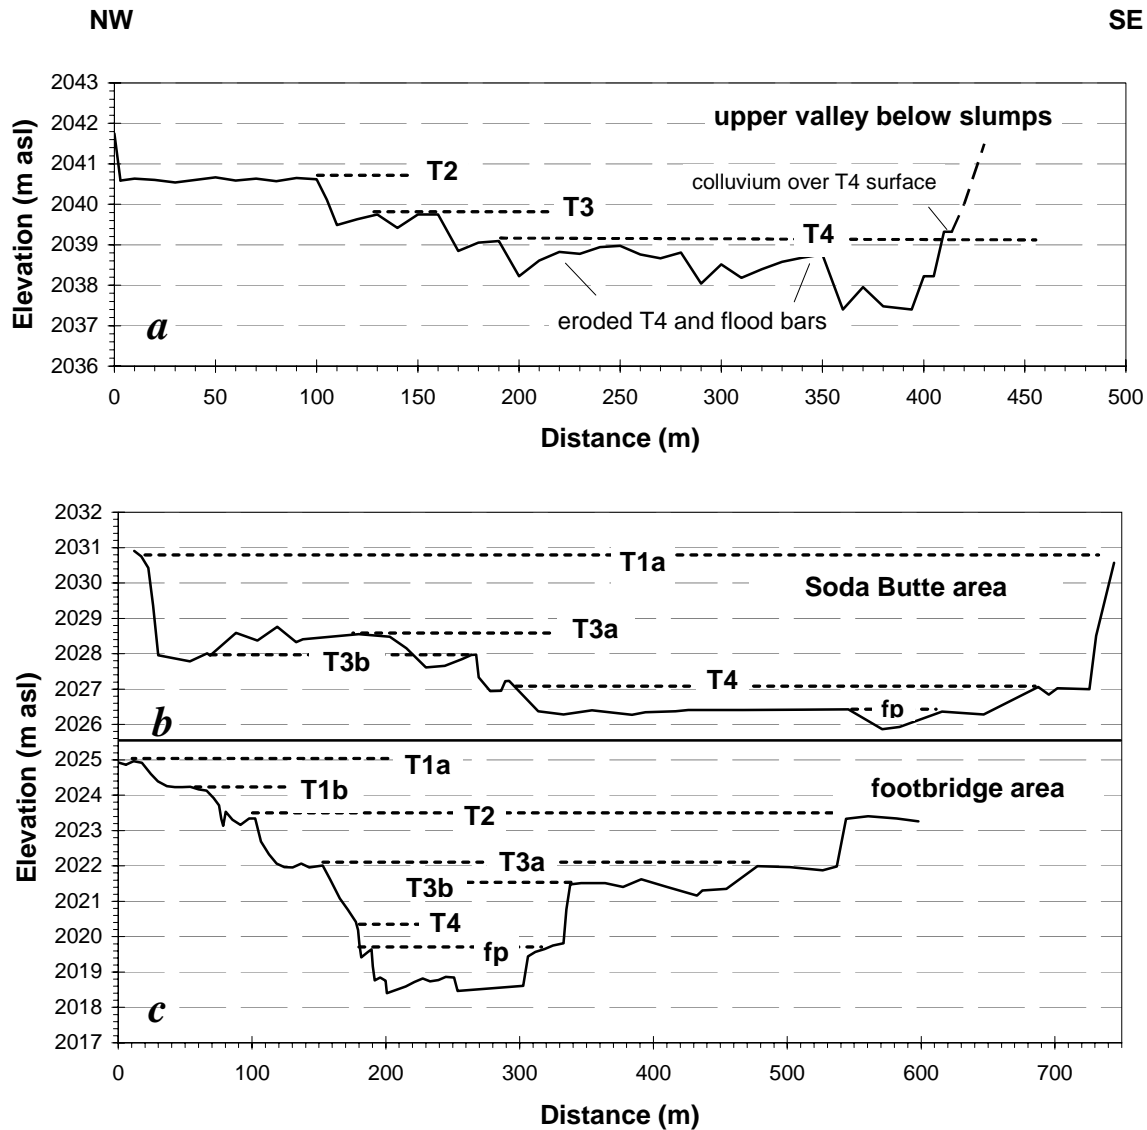 NW SE
2043
2042
upper valley below slumps
2041
T2
colluvium over T4 surface
2040
T3
2039
T4
2038
eroded T4 and flood bars
2037
a
2036
Elevation (m asl)
0 50 100 150 200 250 300 350 400 450 500
Distance (m)
2032
2031
T1a
2030
Soda Butte area
2029
T3a
2028
T3b
2027
T4
fp
2026
b
2025
T1a
T1b
2024
footbridge area
T2
2023
2022
T3a
T3b
2021
T4
2020
fp
2019
2018
c
2017
Elevation (m asl)
0 100 200 300 400 500 600 700
Distance (m)